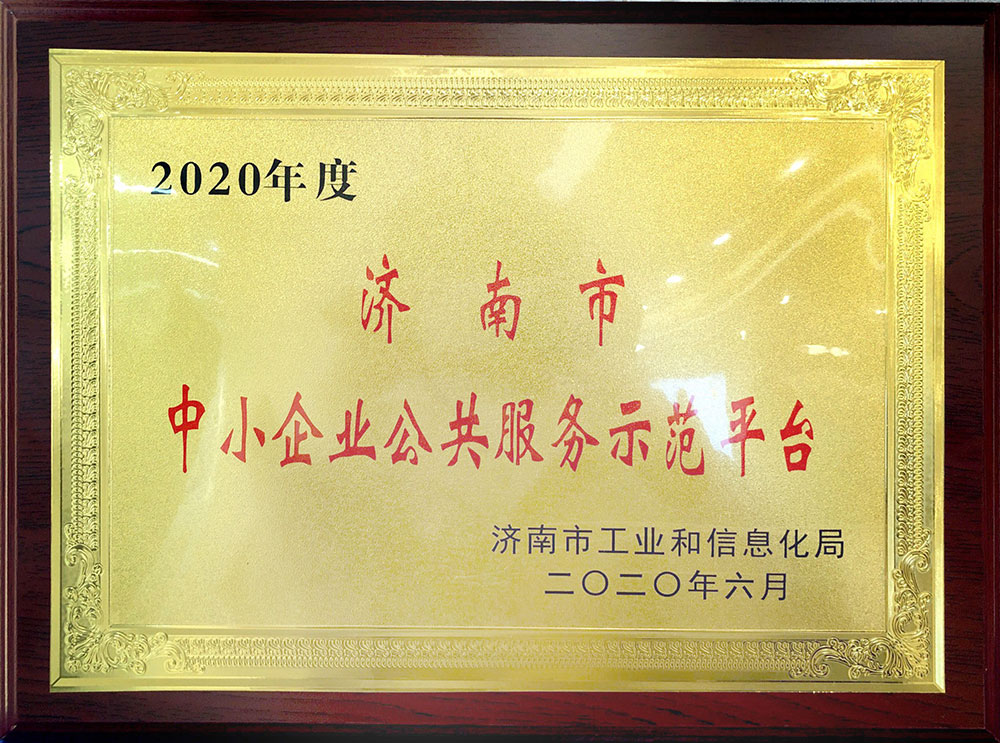 2020年度
济南市
中小企业公共服务示范平台
济南市工业和信息化局
二〇二〇年六月